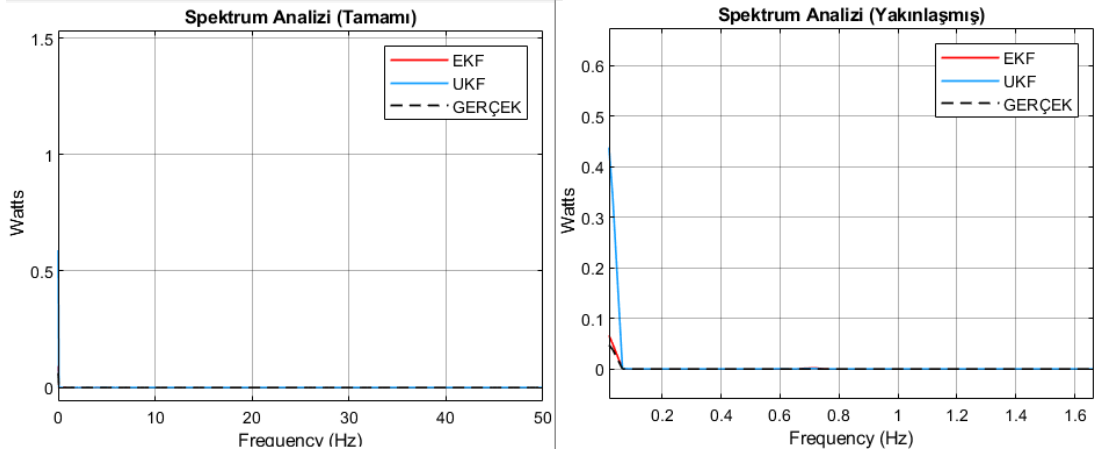 Spektrum Analizi (Tamamı)
1.5
1
0.5
0
Watts
EKF
UKF
GERÇEK
0
10
20
30
40
50
Frequency (Hz)
Spektrum Analizi (Yakınlaşmış)
0.6
0.5
0.4
0.3
0.2
0.1
0
Watts
EKF
UKF
GERÇEK
0.2
0.4
0.6
0.8
1
1.2
1.4
1.6
Frequency (Hz)